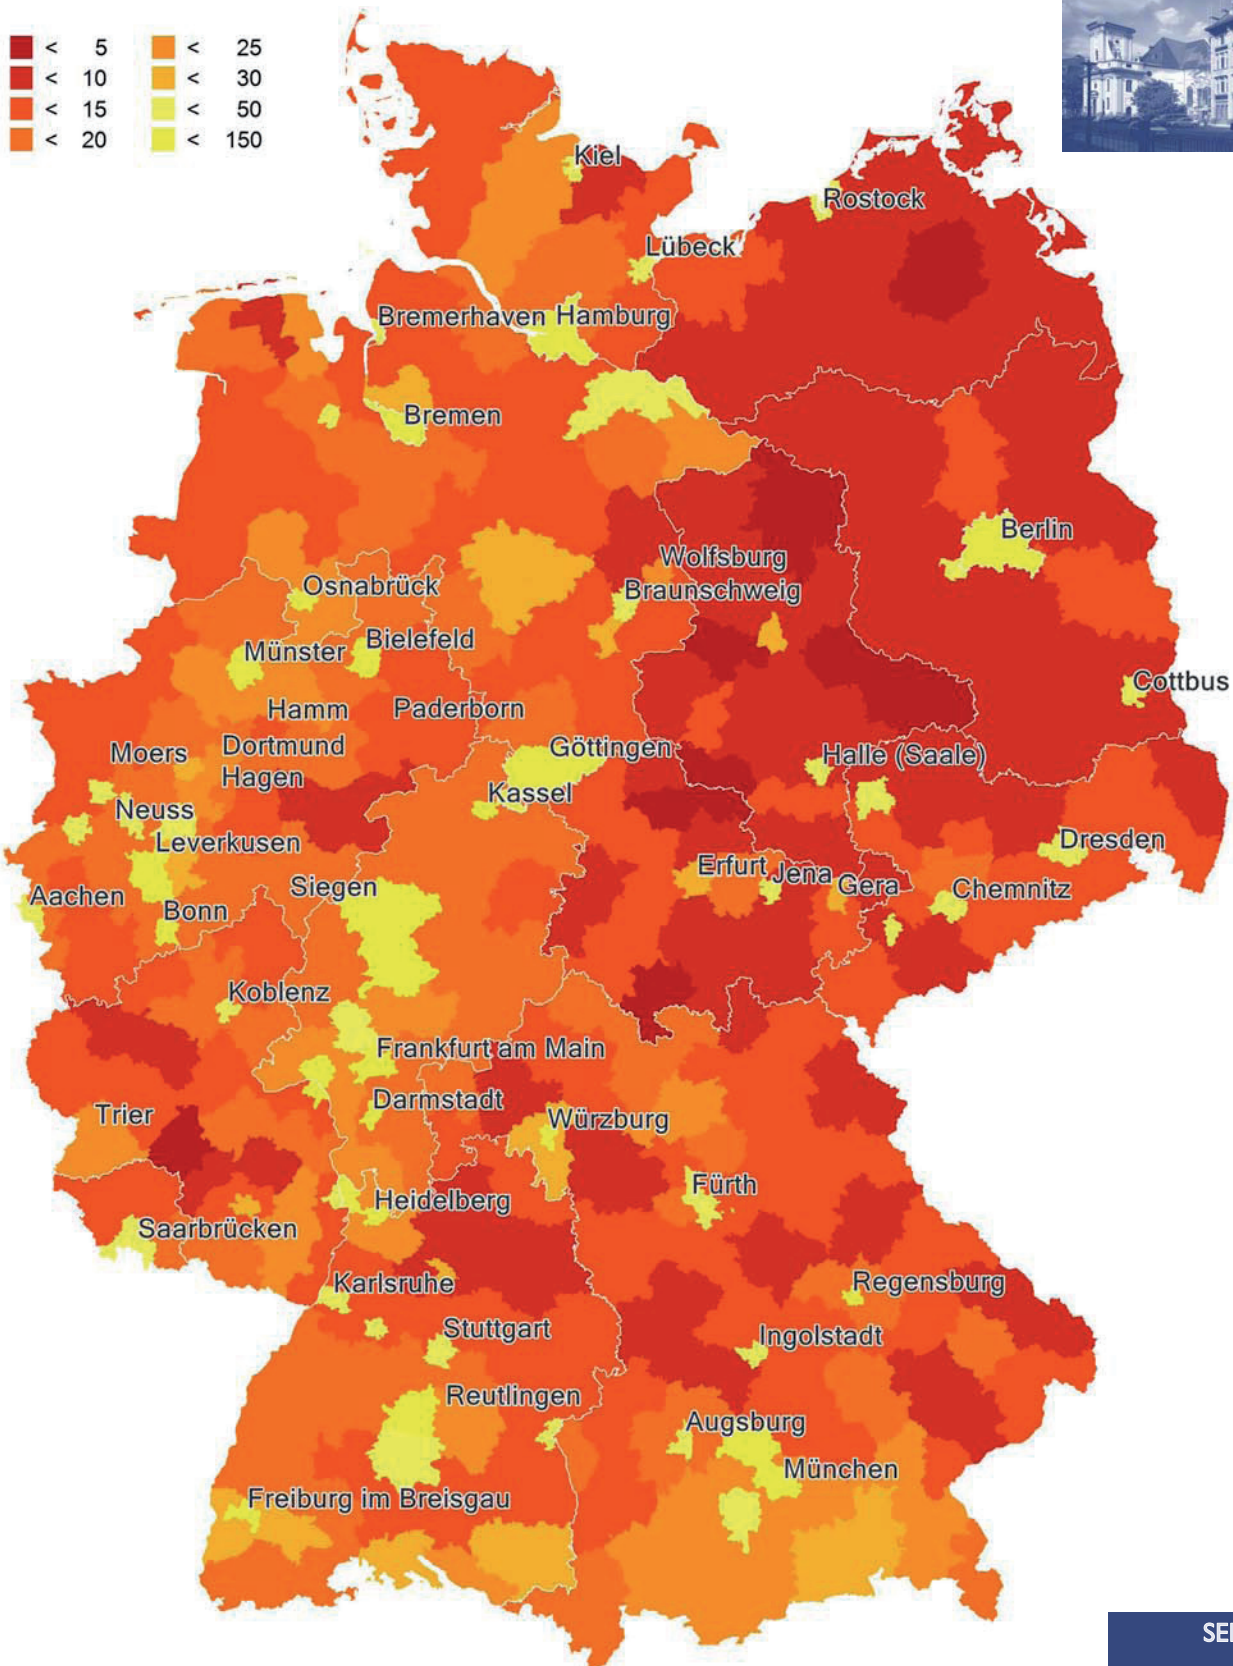 < 5
< 10
< 15
< 20
< 25
< 30
< 50
< 150
Kiel
Rostock
Lübeck
Bremerhaven
Hamburg
Bremen
Berlin
Wolfsburg
Osnabrück
Braunschweig
Bielefeld
Münster
Cottbus
Hamm
Paderborn
Moers
Dortmund
Göttingen
Halle (Saale)
Hagen
Kassel
Neuss
Leverkusen
Dresden
Erfurt
Jena
Gera
Chemnitz
Aachen
Siegen
Bonn
Koblenz
Frankfurt am Main
Darmstadt
Trier
Würzburg
Fürth
Heidelberg
Saarbrücken
Karlsruhe
Regensburg
Stuttgart
Ingolstadt
Reutlingen
Augsburg
München
Freiburg im Breisgau